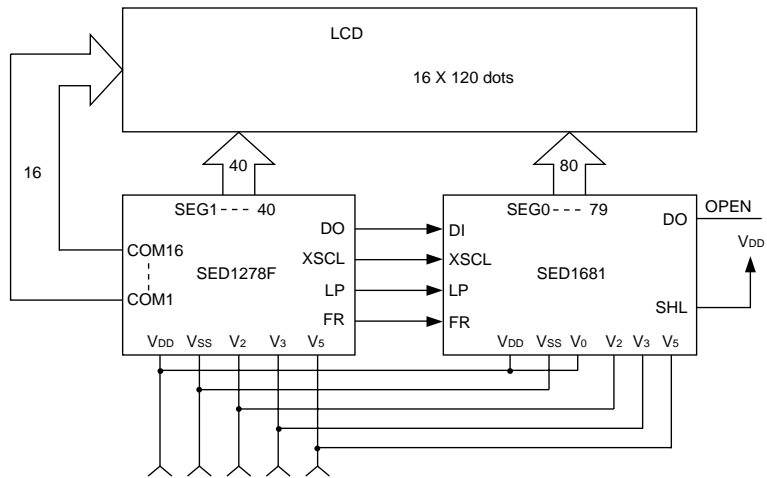 LCD
16 X 120 dots
16
40
80
SEG1 - - - 40
SEG0 - - - 79
DO
DI
DO
OPEN
COM16
XSCL
XSCL
VDD
SED1278F
SED1681
COM1
LP
LP
SHL
FR
FR
VDD VSS V2 V3 V5
VDD VSS V0 V2 V3 V5